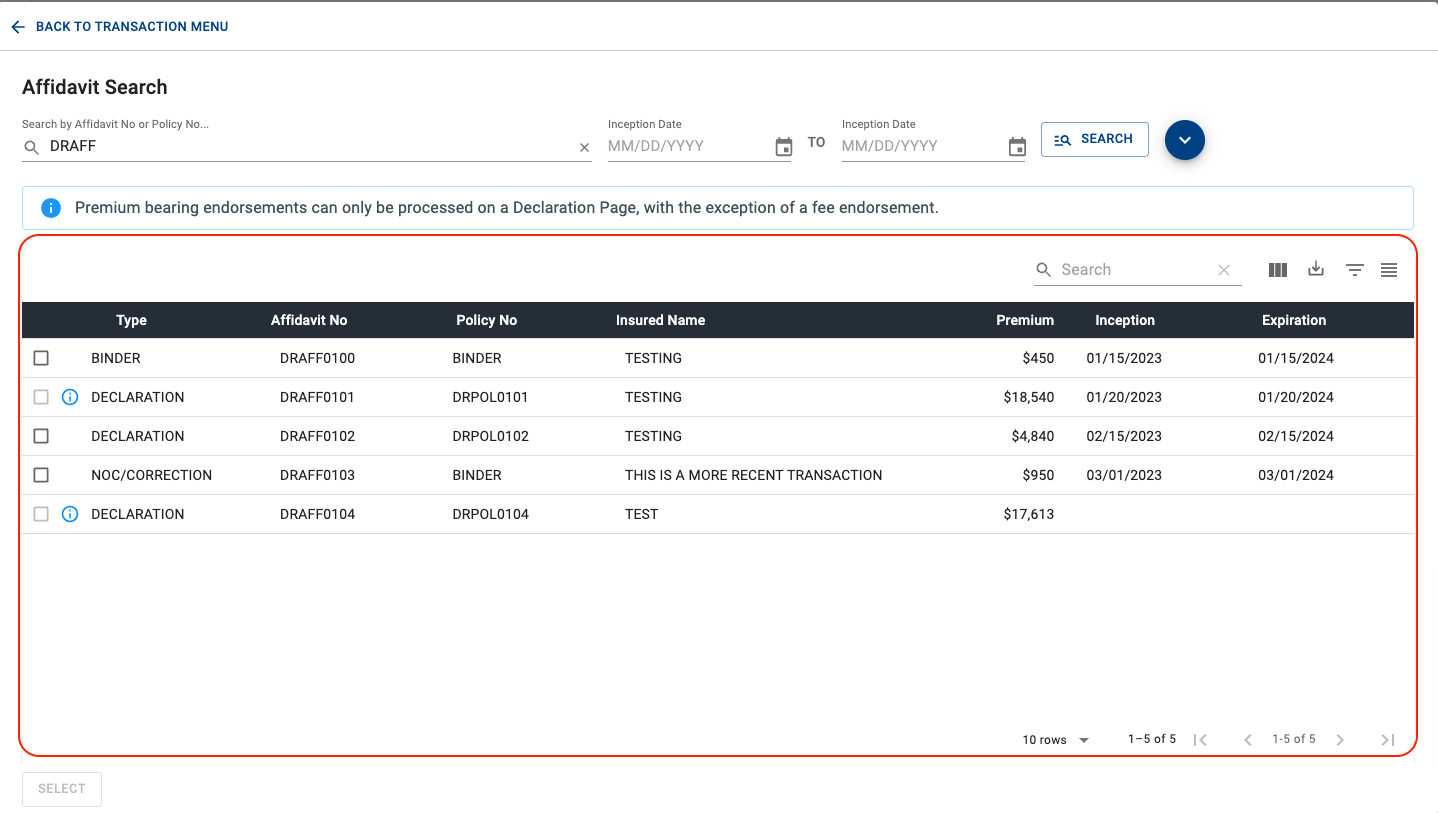 BACK TO TRANSACTION MENU
Affidavit Search
Search by Affidavit No or Policy No...
DRAFF
Inception Date
MM/DD/YYYY
TO
Inception Date
MM/DD/YYYY
SEARCH
Premium bearing endorsements can only be processed on a Declaration Page, with the exception of a fee endorsement.
Search
Type Affidavit No Policy No Insured Name Premium Inception Expiration
BINDER DRAFF0100 BINDER TESTING $450 01/15/2023 01/15/2024
DECLARATION DRAFF0101 DRPOL0101 TESTING $18,540 01/20/2023 01/20/2024
DECLARATION DRAFF0102 DRPOL0102 TESTING $4,840 02/15/2023 02/15/2024
NOC/CORRECTION DRAFF0103 BINDER THIS IS A MORE RECENT TRANSACTION $950 03/01/2023 03/01/2024
DECLARATION DRAFF0104 DRPOL0104 TEST $17,613
10 rows 1–5 of 5 1-5 of 5
SELECT